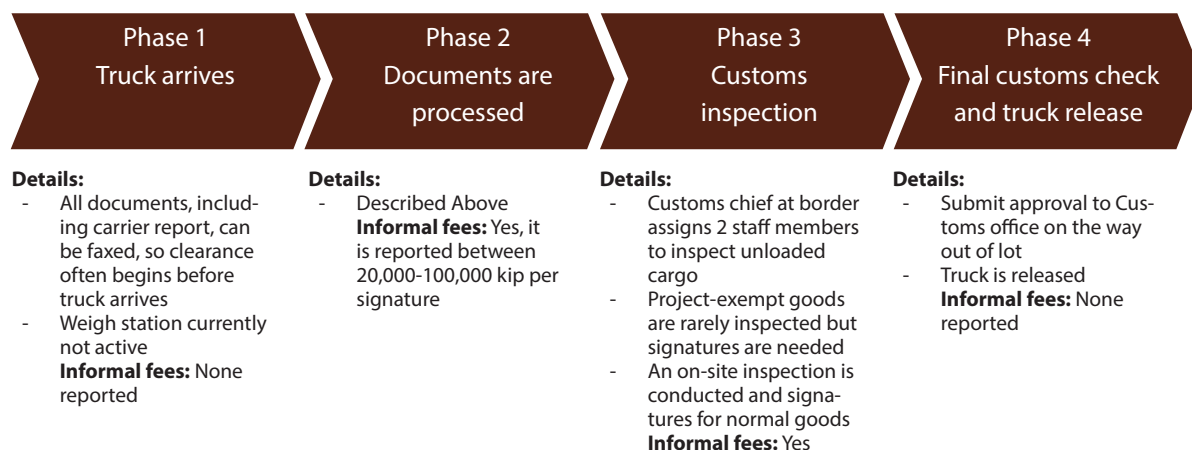 Phase 1
Truck arrives
Phase 2
Documents are
processed
Phase 3
Customs
inspection
Phase 4
Final customs check
and truck release
Details:
- All documents, includ-
ing carrier report, can
be faxed, so clearance
often begins before
truck arrives
- Weigh station currently
not active
Informal fees: None
reported
Details:
- Described Above
Informal fees: Yes, it
is reported between
20,000-100,000 kip per
signature
Details:
- Customs chief at border
assigns 2 staff members
to inspect unloaded
cargo
- Project-exempt goods
are rarely inspected but
signatures are needed
- An on-site inspection is
conducted and signa-
tures for normal goods
Informal fees: Yes
Details:
- Submit approval to Cus-
toms office on the way
out of lot
- Truck is released
Informal fees: None
reported